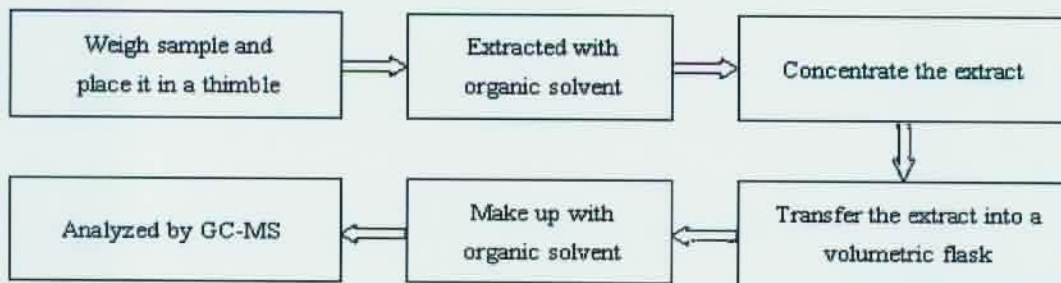 Weigh sample and
place it in a thimble
Extracted with
organic solvent
Concentrate the extract
Transfer the extract into a
volumetric flask
Make up with
organic solvent
Analyzed by GC-MS